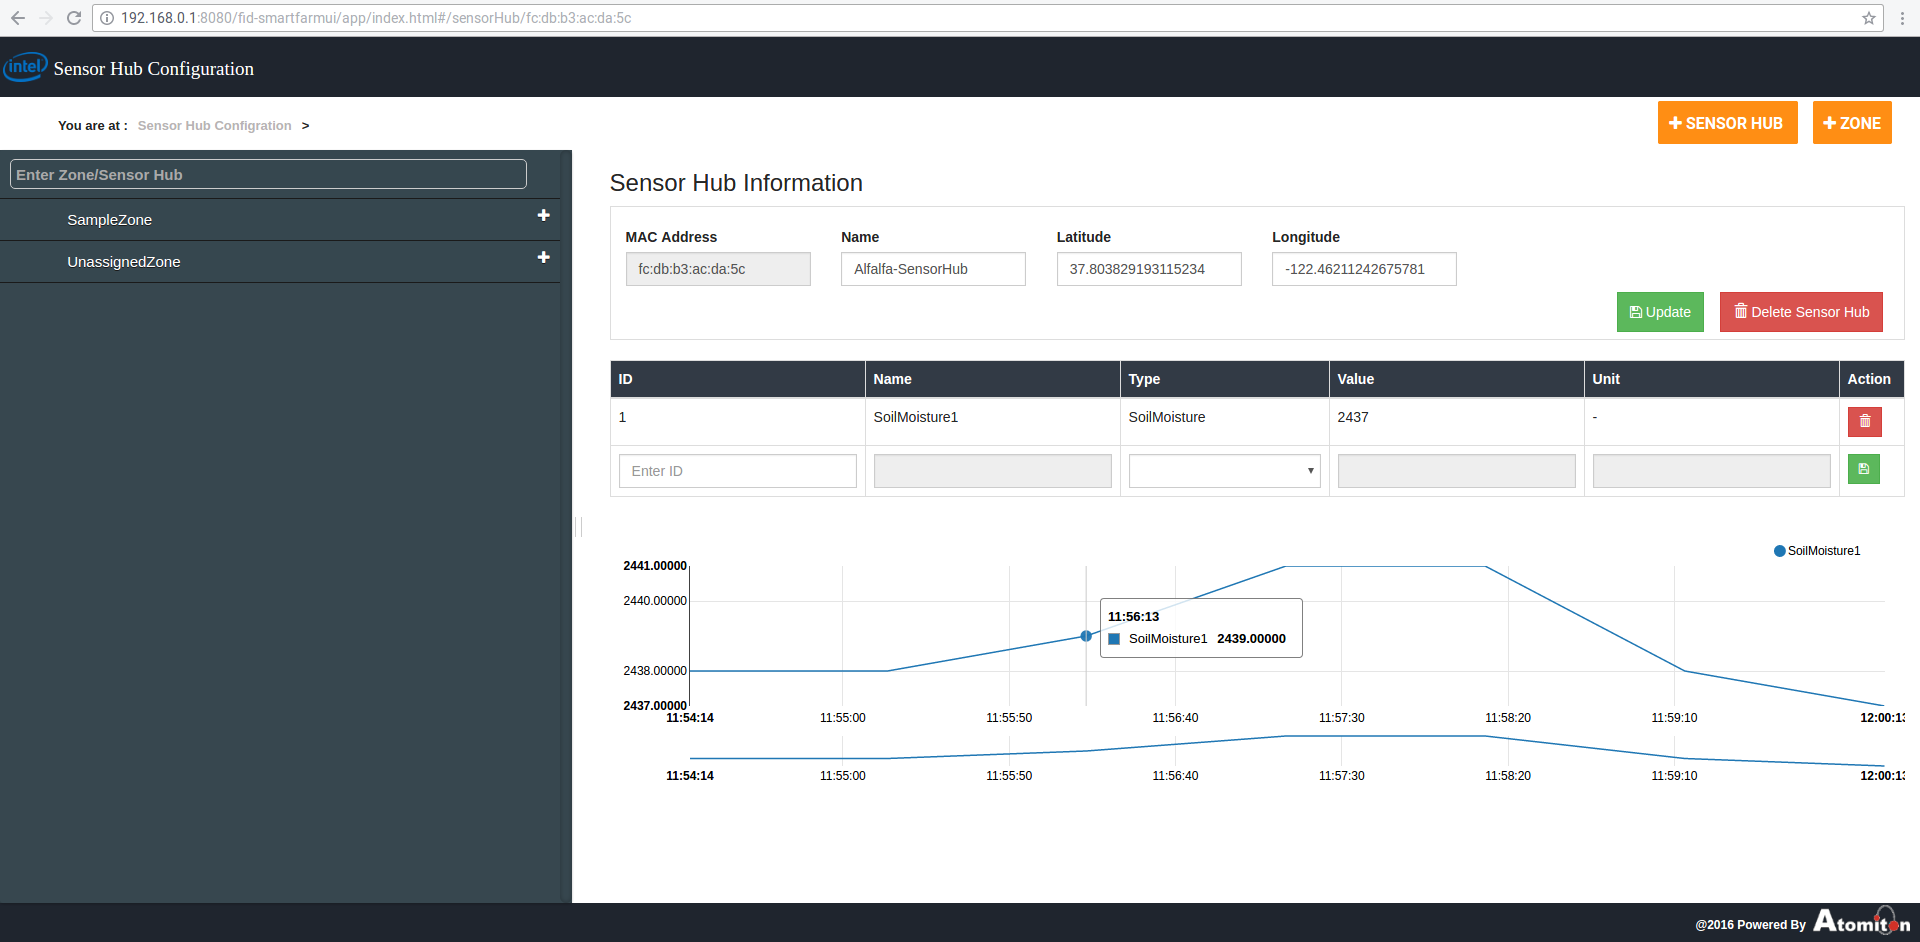 192.168.0.1:8080/fid-smartfarmui/app/index.html#/sensorHub/fc:db:b3:ac:da:5c
intel Sensor Hub Configuration
You are at : Sensor Hub Configration >
SENSOR HUB
ZONE
Enter Zone/Sensor Hub
SampleZone
UnassignedZone
Sensor Hub Information
MAC Address Name Latitude Longitude
fc:db:b3:ac:da:5c Alfalfa-SensorHub 37.803829193115234 -122.46211242675781
Update Delete Sensor Hub
ID Name Type Value Unit Action
1 SoilMoisture1 SoilMoisture 2437 -
Enter ID
SoilMoisture1
2441.00000
2440.00000
11:56:13
SoilMoisture1 2439.00000
2438.00000
2437.00000
11:54:14 11:55:00 11:55:50 11:56:40 11:57:30 11:58:20 11:59:10 12:00:13
11:54:14 11:55:00 11:55:50 11:56:40 11:57:30 11:58:20 11:59:10 12:00:13
@2016 Powered By Atomiton